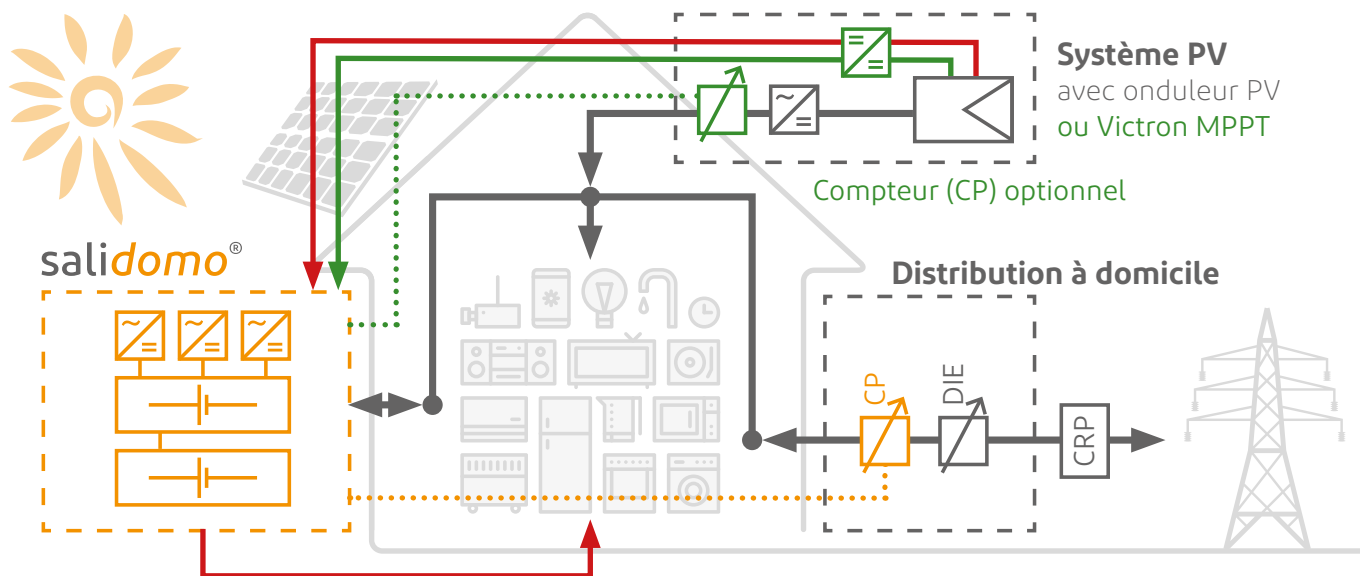 Système PV
avec onduleur PV
ou Victron MPPT
Compteur (CP) optionnel
salidomo®
Distribution à domicile
CP
DIE
CRP